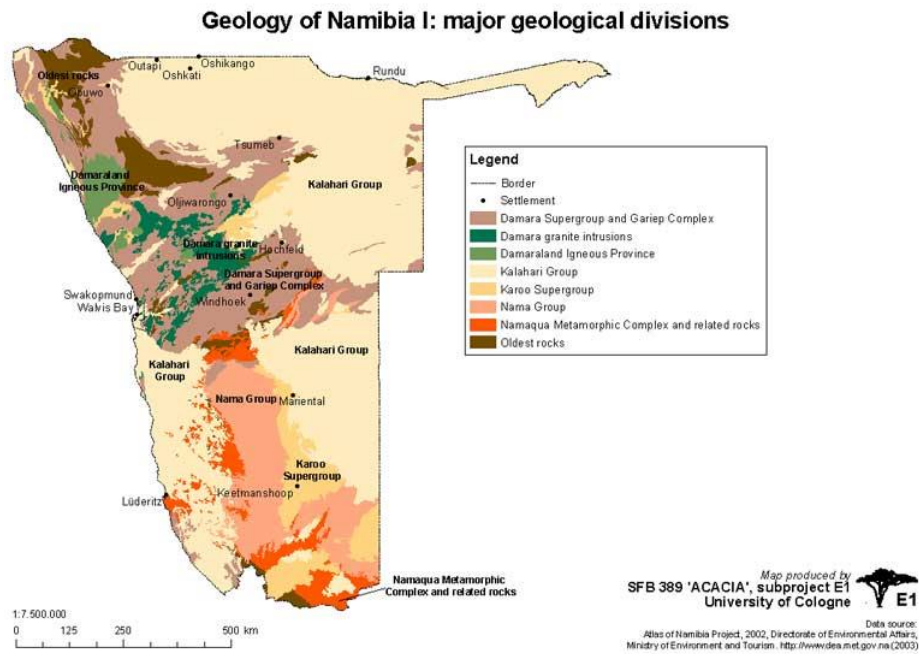 Geology of Namibia I: major geological divisions
Oldest rocks
Outapi
Oshikango
Oshkati
Rundu
Opuwo
Tsumeb
Damaraland
Igneous Province
Kalahari Group
Otjiwarongo
Damara granite
intrusions
Hochfeld
Damara Supergroup
and Gariep Complex
Swakopmund
Windhoek
Walvis Bay
Kalahari
Group
Kalahari Group
Nama Group
Mariental
Karoo
Supergroup
Keetmanshoop
Lüderitz
Namaqua Metamorphic
Complex and related rocks
Legend
Border
Settlement
Damara Supergroup and Gariep Complex
Damara granite intrusions
Damaraland Igneous Province
Kalahari Group
Karoo Supergroup
Nama Group
Namaqua Metamorphic Complex and related rocks
Oldest rocks
1:7.500.000
0 125 250 500 km
Map produced by
SFB 389 'ACACIA', subproject E1
University of Cologne
E1
Data source:
Atlas of Namibia Project, 2002, Directorate of Environmental Affairs,
Ministry of Environment and Tourism. http://www.dea.met.gov.na (2003)